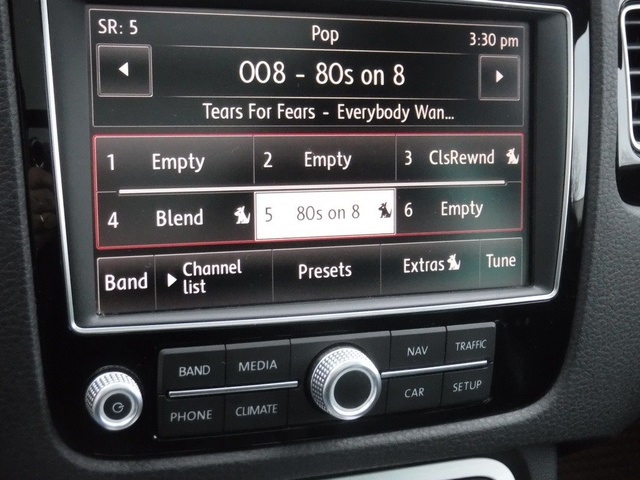 SR: 5 Pop 3:30 pm
008 - 80s on 8
Tears For Fears - Everybody Wan...
1 Empty 2 Empty 3 ClsRewnd
4 Blend 5 80s on 8 6 Empty
Band Channel list Presets Extras Tune
BAND MEDIA NAV TRAFFIC
PHONE CLIMATE CAR SETUP